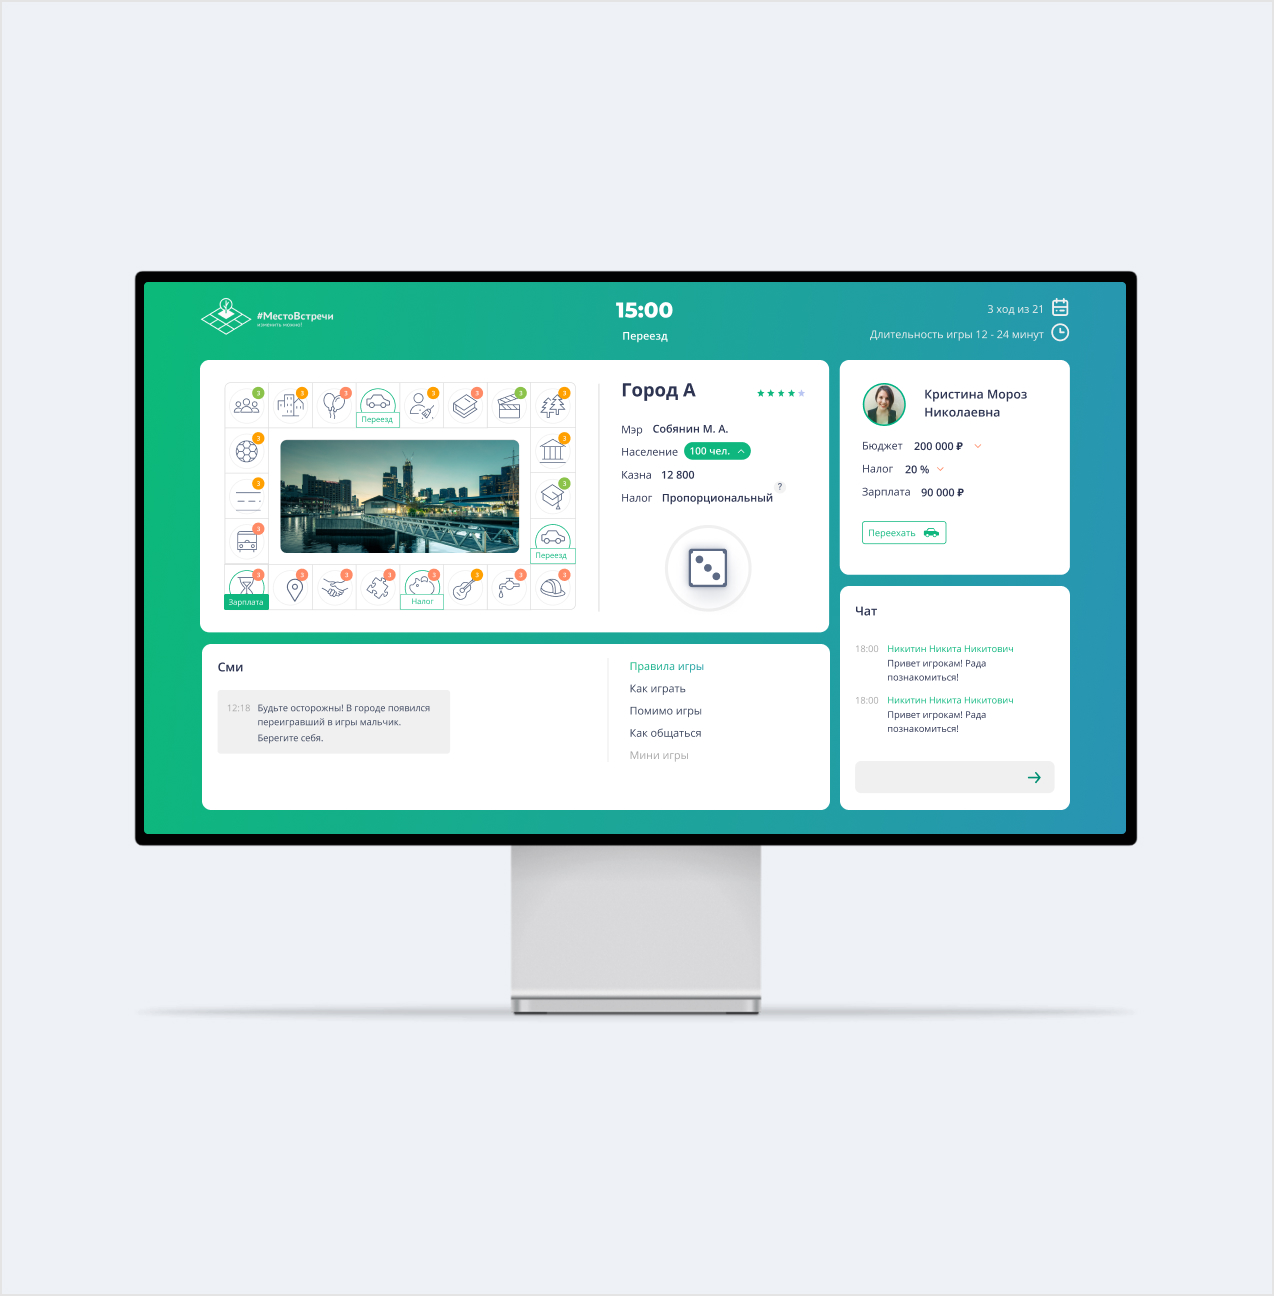 #МестоВстречи
изменить можно!
15:00
Переезд
3 ход из 21
Длительность игры 12 - 24 минут
3
3
3
Переезд
3
3
3
3
3
3
3
3
3
Переезд
3
Зарплата
3
3
3
3
Налог
3
3
3
Город А
Мэр Собянин М. А.
Население 100 чел.
Казна 12 800
Налог Пропорциональный ?
Кристина Мороз
Николаевна
Бюджет 200 000 ₽
Налог 20 %
Зарплата 90 000 ₽
Переехать
Сми
12:18 Будьте осторожны! В городе появился
переигравший в игры мальчик.
Берегите себя.
Правила игры
Как играть
Помимо игры
Как общаться
Мини игры
Чат
18:00 Никитин Никита Никитович
Привет игрокам! Рада
познакомиться!
18:00 Никитин Никита Никитович
Привет игрокам! Рада
познакомиться!